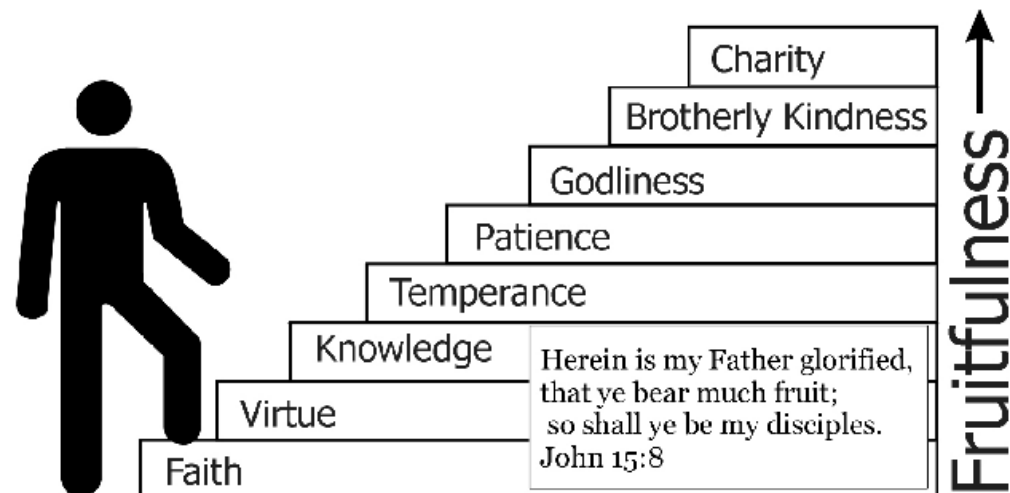 Charity
Brotherly Kindness
Godliness
Patience
Temperance
Knowledge
Virtue
Faith
Herein is my Father glorified,
that ye bear much fruit;
so shall ye be my disciples.
John 15:8
Fruitfulness